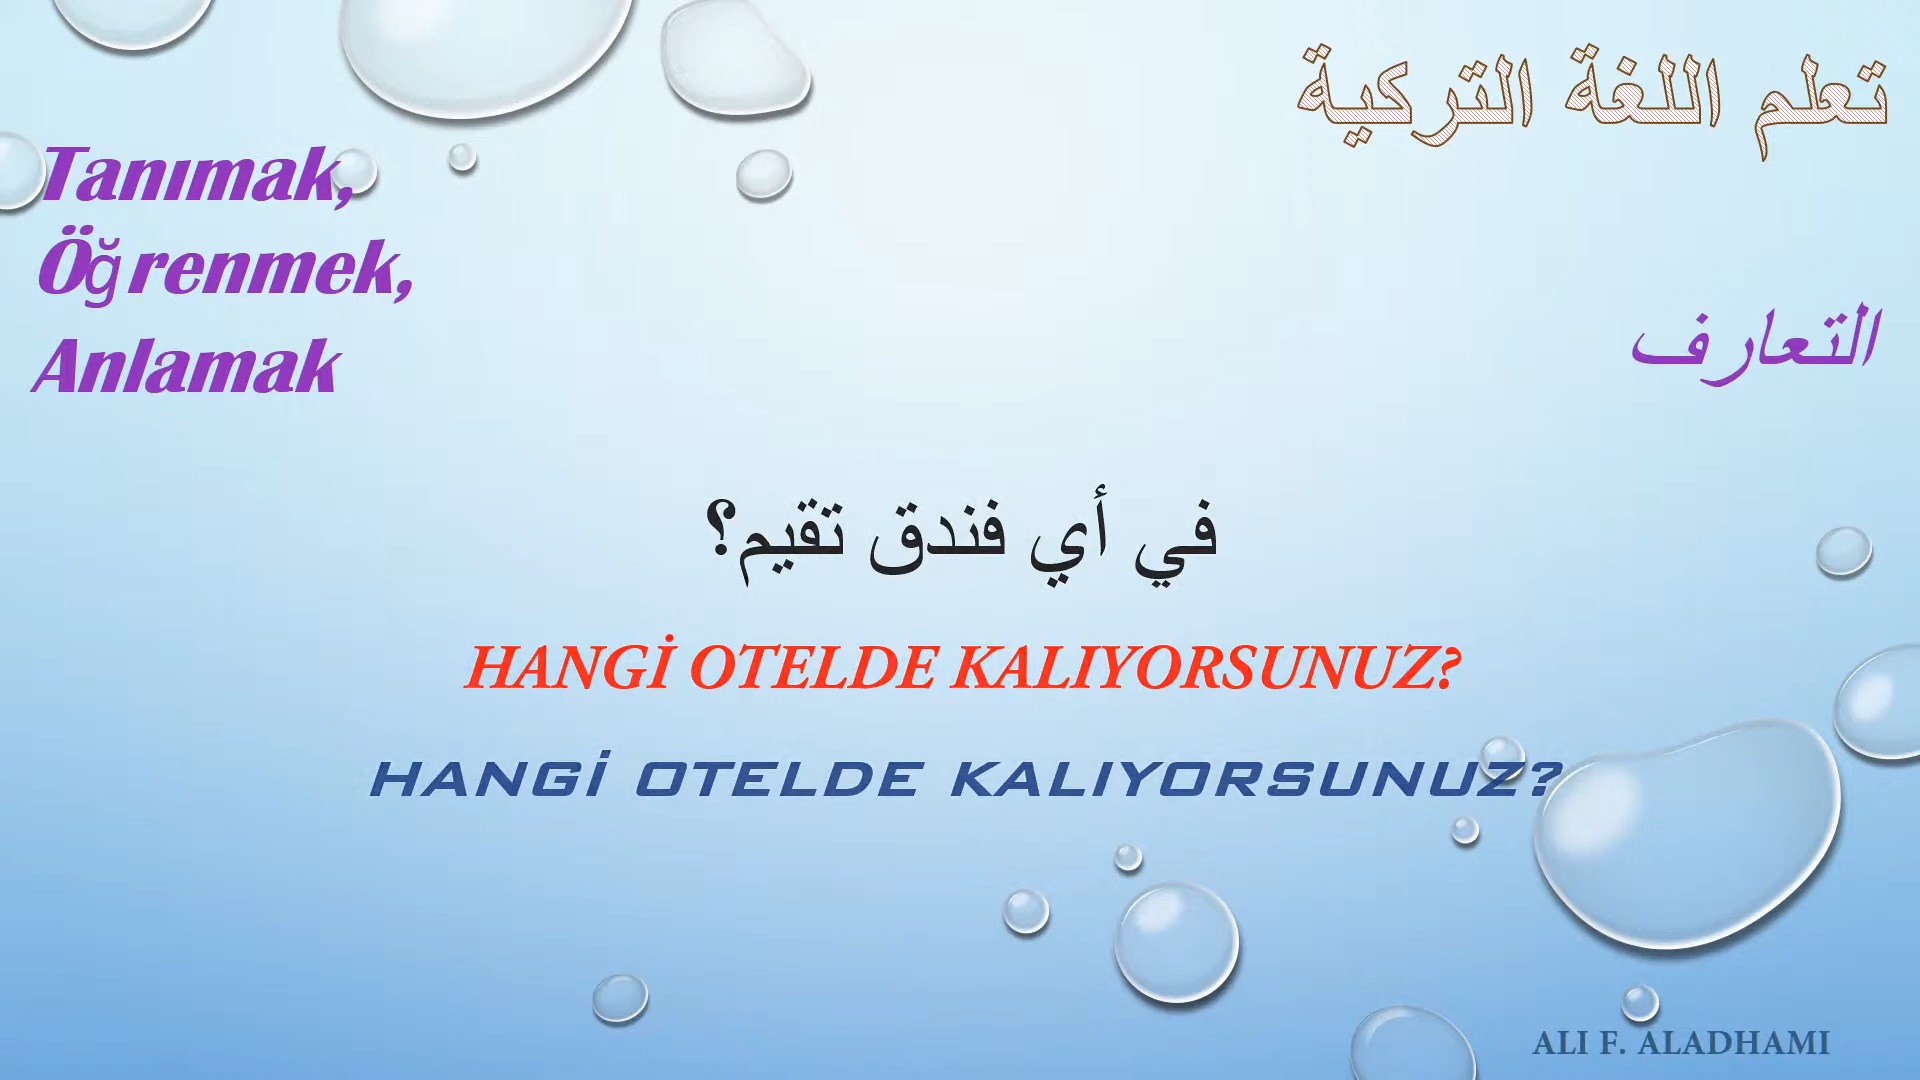 تعلم اللغة التركية
Tanımak,
Öğrenmek,
Anlamak
التعارف
في أي فندق تقيم؟
HANGİ OTELDE KALIYORSUNUZ?
HANGİ OTELDE KALIYORSUNUZ?
ALI F. ALADHAMI